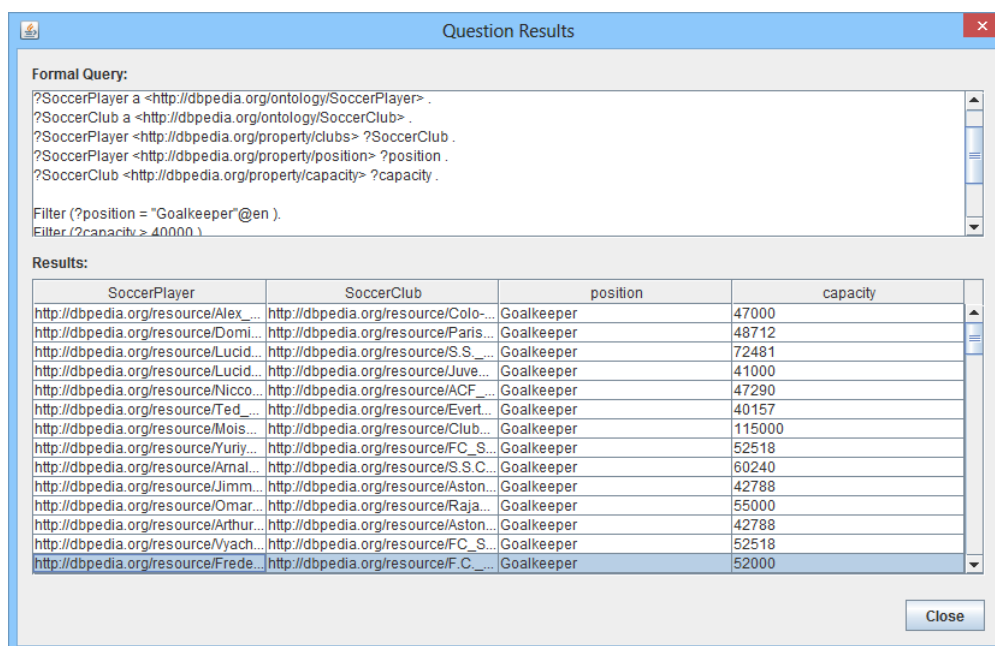 Question Results
Formal Query:
?SoccerPlayer a <http://dbpedia.org/ontology/SoccerPlayer> .
?SoccerClub a <http://dbpedia.org/ontology/SoccerClub> .
?SoccerPlayer <http://dbpedia.org/property/clubs> ?SoccerClub .
?SoccerPlayer <http://dbpedia.org/property/position> ?position .
?SoccerClub <http://dbpedia.org/property/capacity> ?capacity .
Filter (?position = "Goalkeeper"@en ).
Filter (?capacity > 40000 )
Results:
SoccerPlayer SoccerClub position capacity
http://dbpedia.org/resource/Alex_... http://dbpedia.org/resource/Colo-... Goalkeeper 47000
http://dbpedia.org/resource/Domi... http://dbpedia.org/resource/Paris... Goalkeeper 48712
http://dbpedia.org/resource/Lucid... http://dbpedia.org/resource/S.S._... Goalkeeper 72481
http://dbpedia.org/resource/Lucid... http://dbpedia.org/resource/Juve... Goalkeeper 41000
http://dbpedia.org/resource/Nicco... http://dbpedia.org/resource/ACF_... Goalkeeper 47290
http://dbpedia.org/resource/Ted_... http://dbpedia.org/resource/Evert... Goalkeeper 40157
http://dbpedia.org/resource/Mois... http://dbpedia.org/resource/Club... Goalkeeper 115000
http://dbpedia.org/resource/Yuriy... http://dbpedia.org/resource/FC_S... Goalkeeper 52518
http://dbpedia.org/resource/Arnal... http://dbpedia.org/resource/S.S.C... Goalkeeper 60240
http://dbpedia.org/resource/Jimm... http://dbpedia.org/resource/Aston... Goalkeeper 42788
http://dbpedia.org/resource/Omar... http://dbpedia.org/resource/Raja... Goalkeeper 55000
http://dbpedia.org/resource/Arthur... http://dbpedia.org/resource/Aston... Goalkeeper 42788
http://dbpedia.org/resource/Vyach... http://dbpedia.org/resource/FC_S... Goalkeeper 52518
http://dbpedia.org/resource/Frede... http://dbpedia.org/resource/F.C._... Goalkeeper 52000
Close